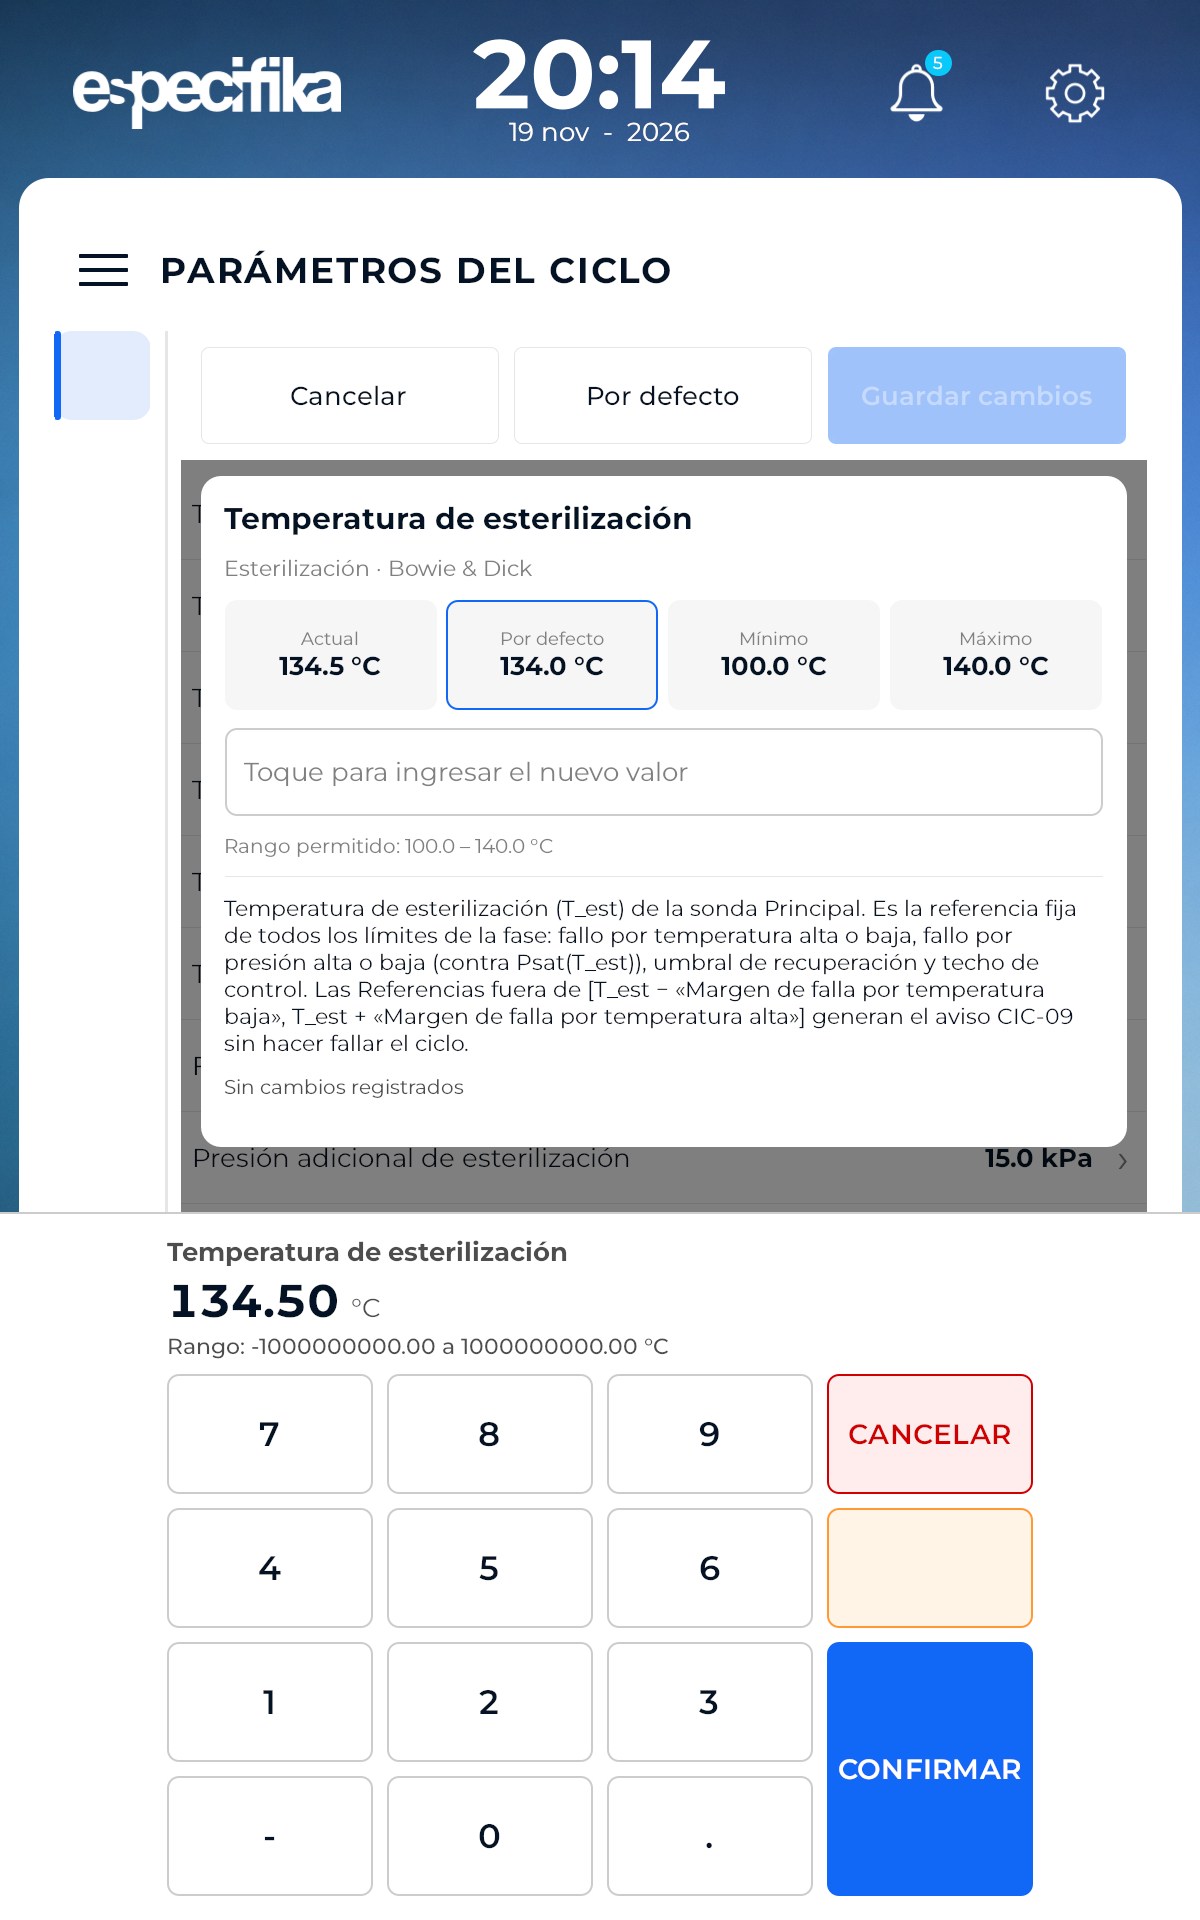 especifika
20:14
19 nov - 2026
5
PARÁMETROS DEL CICLO
Cancelar
Por defecto
Guardar cambios
Temperatura de esterilización
Esterilización · Bowie & Dick
Actual
134.5 °C
Por defecto
134.0 °C
Mínimo
100.0 °C
Máximo
140.0 °C
Toque para ingresar el nuevo valor
Rango permitido: 100.0 – 140.0 °C
Temperatura de esterilización (T_est) de la sonda Principal. Es la referencia fija
de todos los límites de la fase: fallo por temperatura alta o baja, fallo por
presión alta o baja (contra Psat(T_est)), umbral de recuperación y techo de
control. Las Referencias fuera de [T_est − «Margen de falla por temperatura
baja», T_est + «Margen de falla por temperatura alta»] generan el aviso CIC-09
sin hacer fallar el ciclo.
Sin cambios registrados
Presión adicional de esterilización
15.0 kPa
Temperatura de esterilización
134.50 °C
Rango: -1000000000.00 a 1000000000.00 °C
7
8
9
CANCELAR
4
5
6
1
2
3
CONFIRMAR
-
0
.